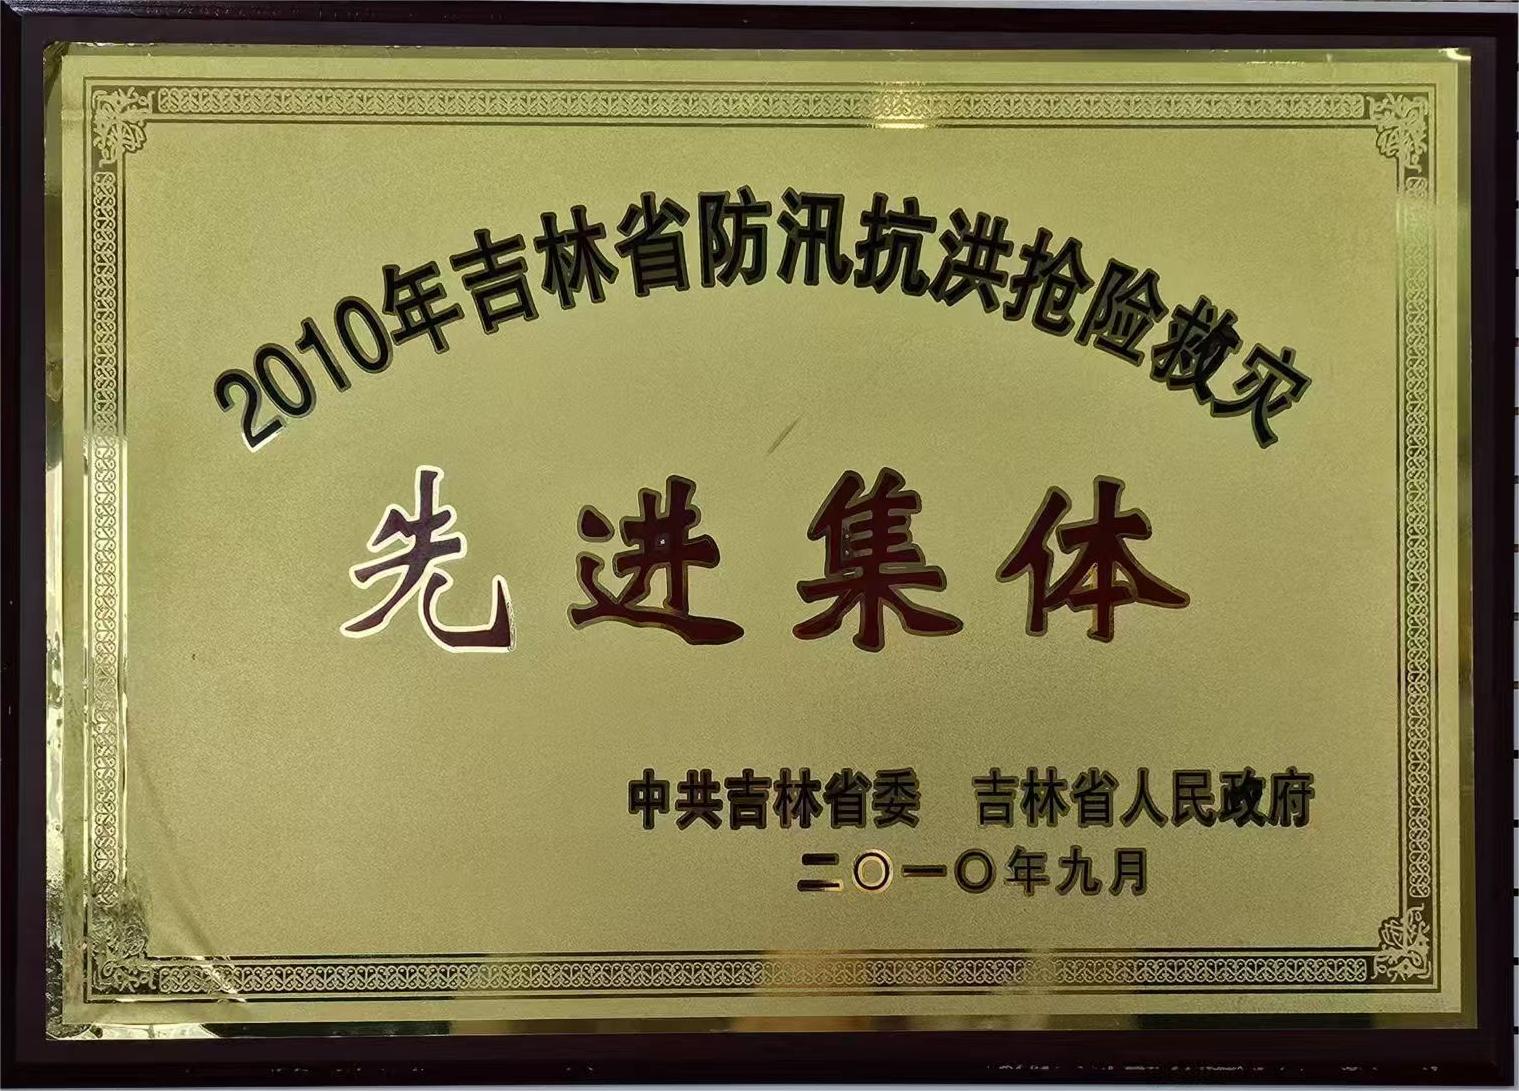 2010年吉林省防汛抗洪抢险救灾
先进集体
中共吉林省委 吉林省人民政府
二〇一〇年九月